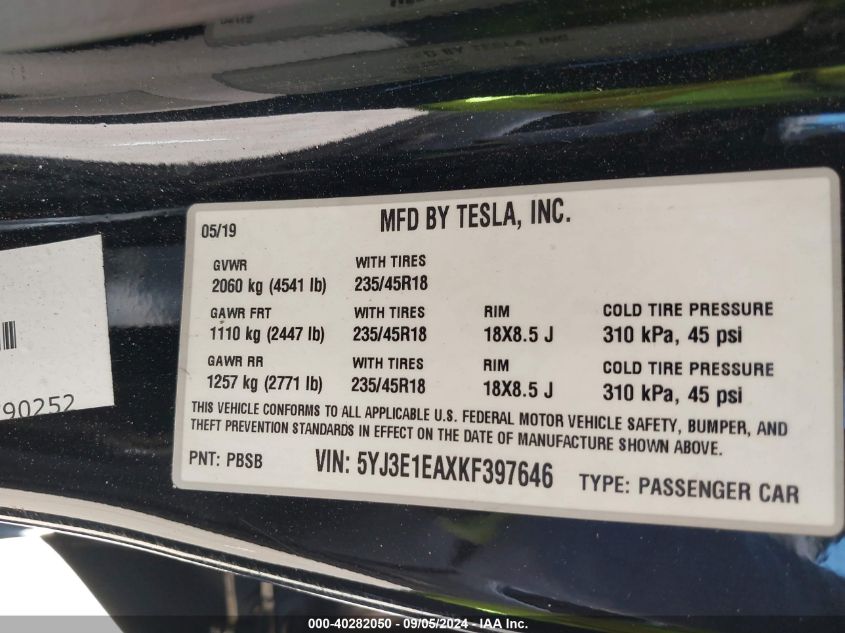 MFD BY TESLA, INC.
05/19
GVWR WITH TIRES
2060 kg (4541 lb) 235/45R18
GAWR FRT WITH TIRES RIM COLD TIRE PRESSURE
1110 kg (2447 lb) 235/45R18 18X8.5 J 310 kPa, 45 psi
GAWR RR WITH TIRES RIM COLD TIRE PRESSURE
1257 kg (2771 lb) 235/45R18 18X8.5 J 310 kPa, 45 psi
THIS VEHICLE CONFORMS TO ALL APPLICABLE U.S. FEDERAL MOTOR VEHICLE SAFETY, BUMPER, AND
THEFT PREVENTION STANDARDS IN EFFECT ON THE DATE OF MANUFACTURE SHOWN ABOVE.
PNT: PBSB VIN: 5YJ3E1EAXKF397646 TYPE: PASSENGER CAR
90252
000-40282050 - 09/05/2024 - IAA Inc.